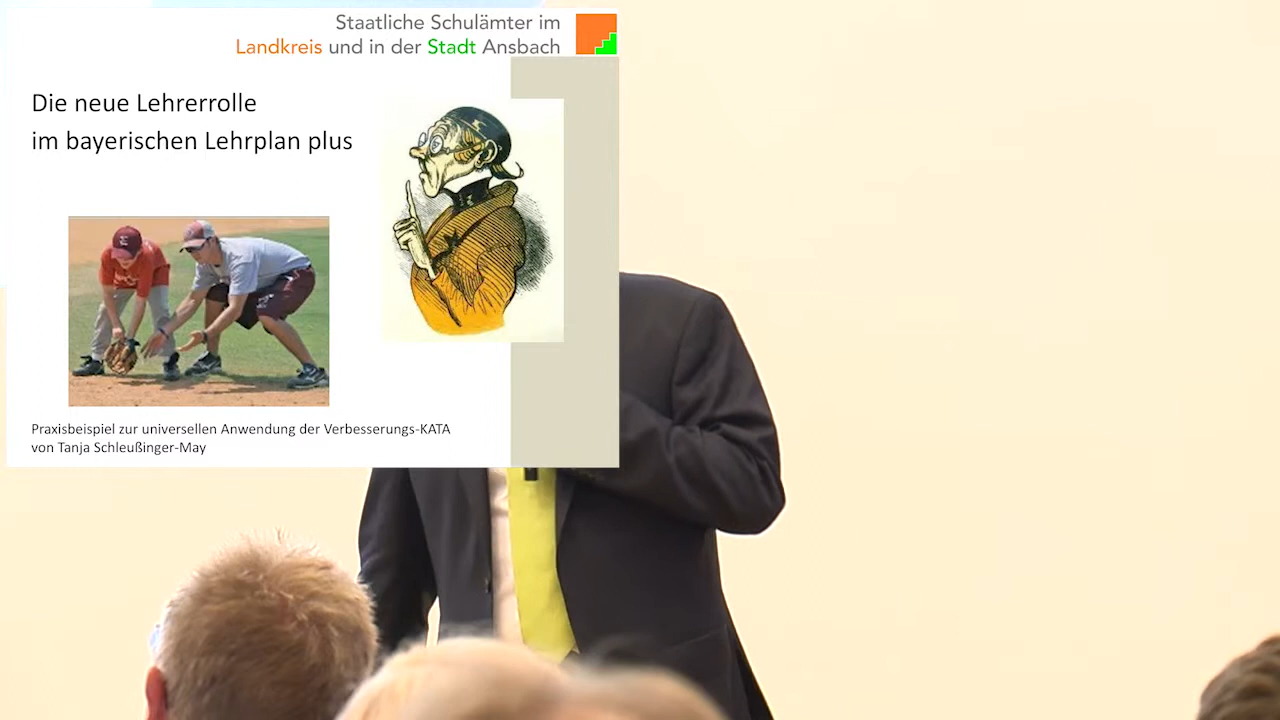 Staatliche Schulämter im
Landkreis und in der Stadt Ansbach
Die neue Lehrerrolle
im bayerischen Lehrplan plus
Praxisbeispiel zur universellen Anwendung der Verbesserungs-KATA
von Tanja Schleußinger-May